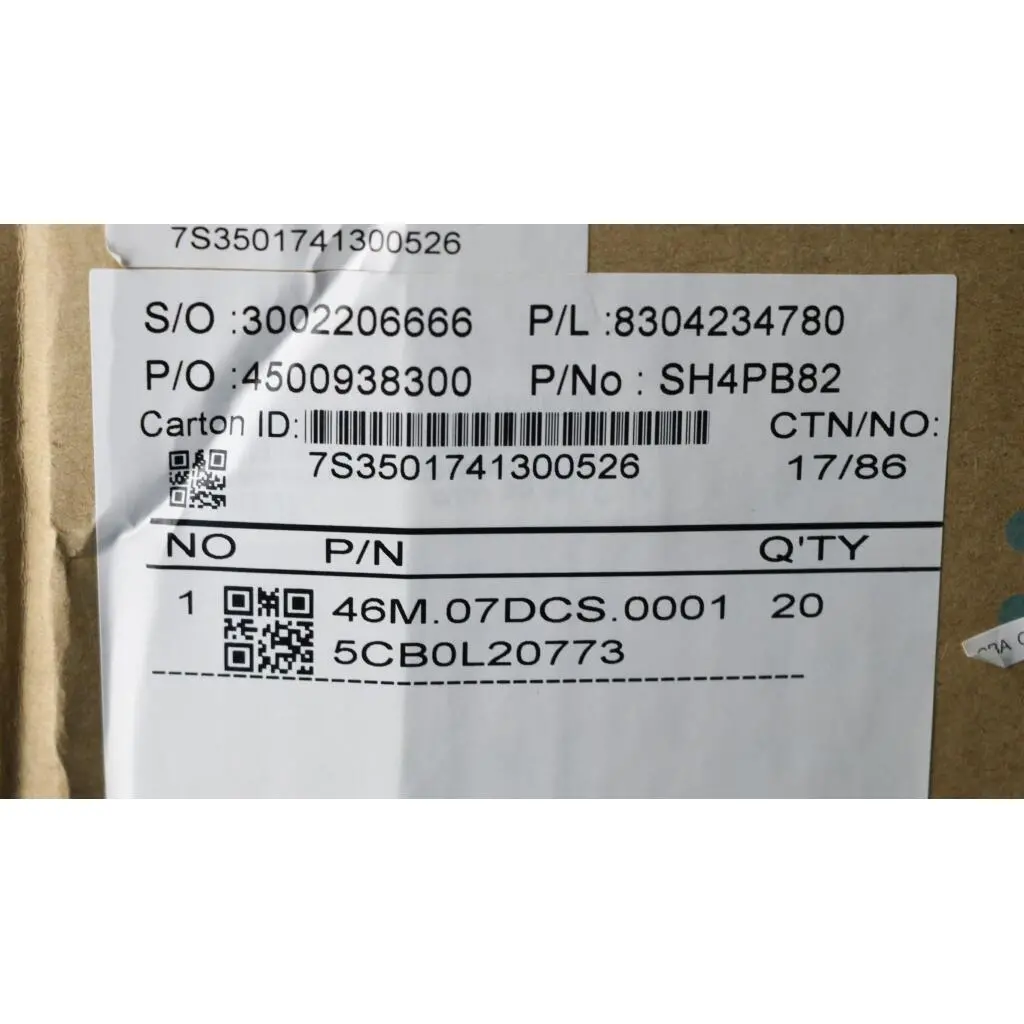 7S3501741300526
S/O :3002206666 P/L :8304234780
P/O :4500938300 P/No : SH4PB82
Carton ID: CTN/NO:
7S3501741300526 17/86
NO P/N Q'TY
1 46M.07DCS.0001 20
5CB0L20773